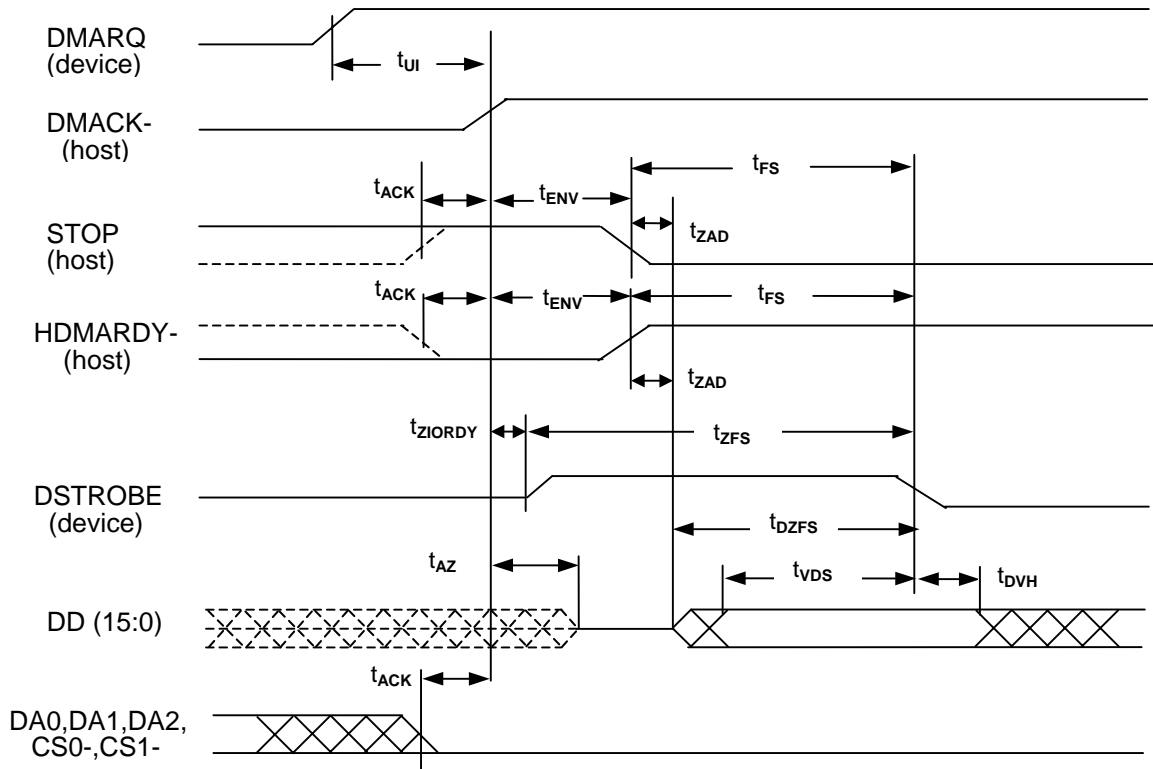 DMARQ
(device)
tUI
DMACK-
(host)
tFS
tACK
tENV
STOP
(host)
tZAD
tACK
tENV
tFS
HDMARDY-
(host)
tZAD
tZIORDY
tZFS
DSTROBE
(device)
tDZFS
tAZ
tVDS
tDVH
DD (15:0)
tACK
DA0,DA1,DA2,
CS0-,CS1-